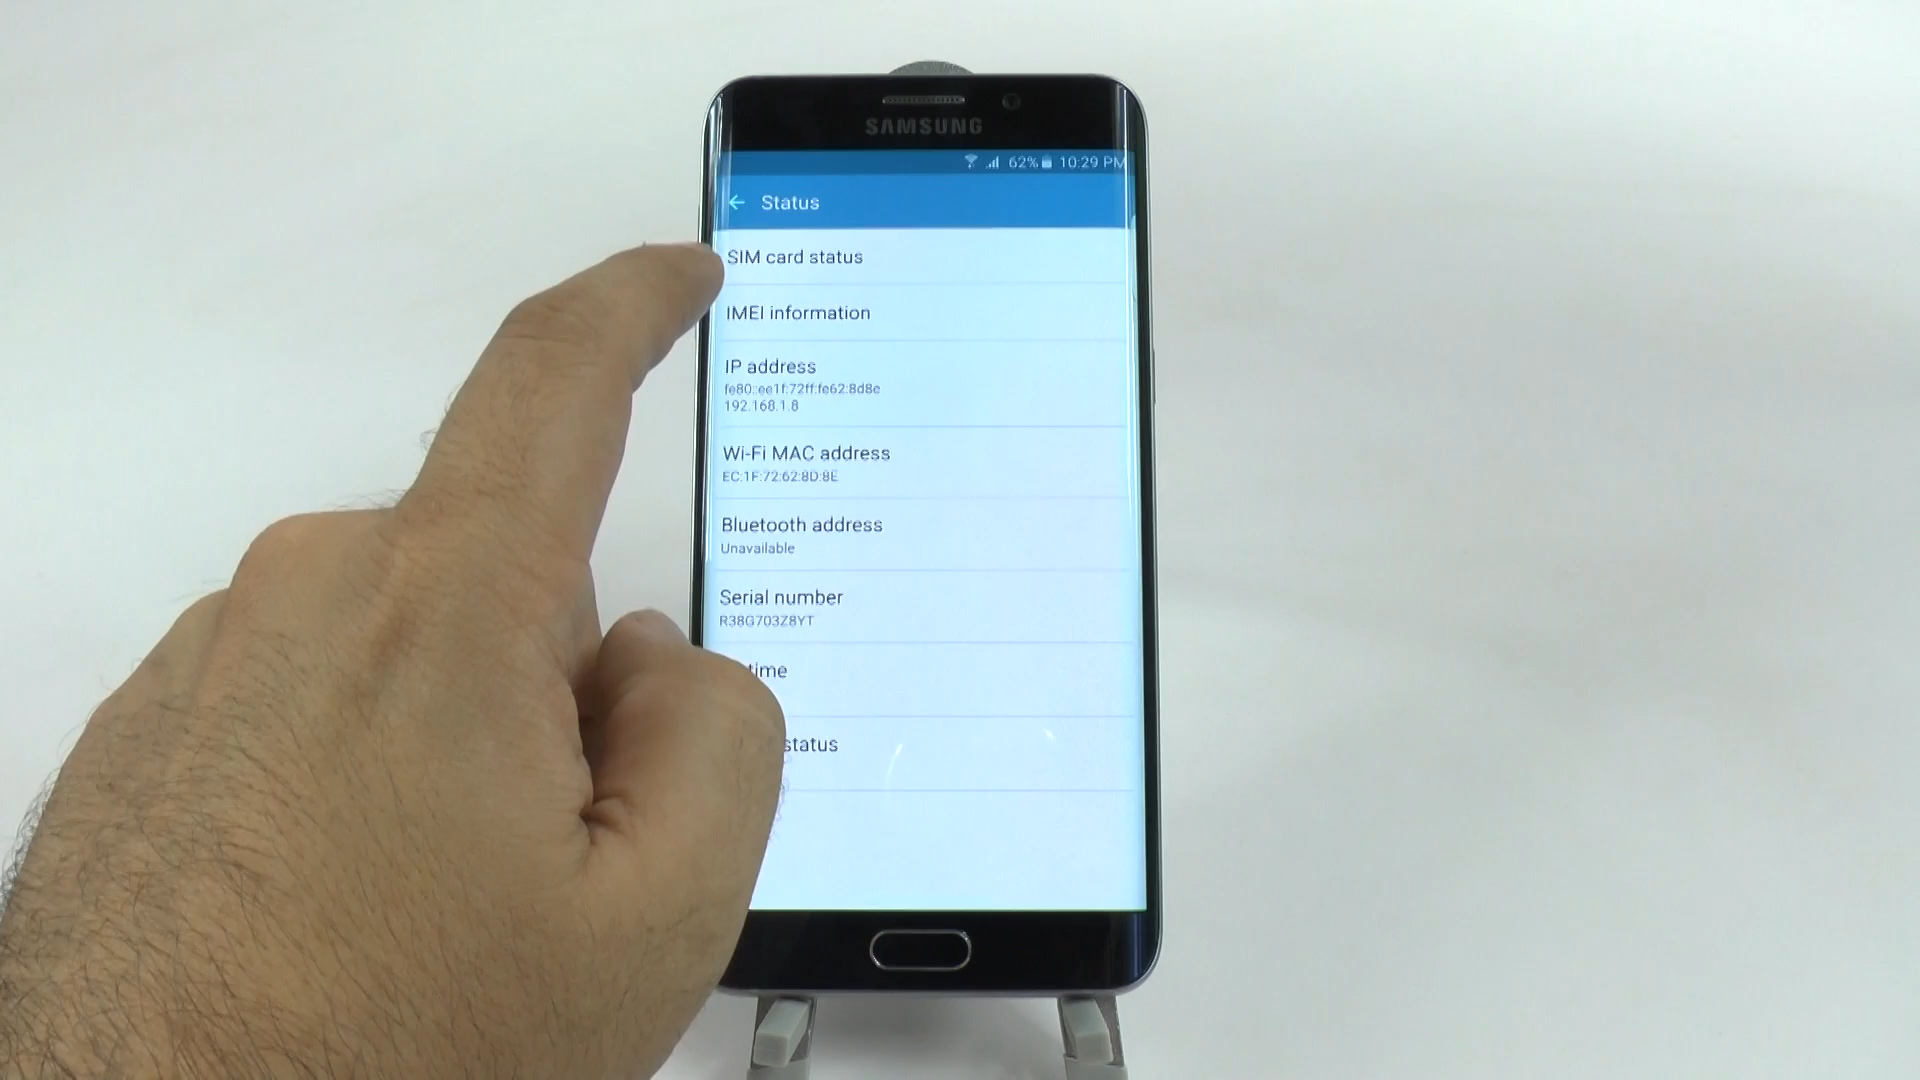 SAMSUNG
62% 10:29 PM
Status
SIM card status
IMEI information
IP address
fe80::ee1f:72ff:fe62:8d8e
192.168.1.8
Wi-Fi MAC address
EC:1F:72:62:8D:8E
Bluetooth address
Unavailable
Serial number
R38G703Z8YT
time
status